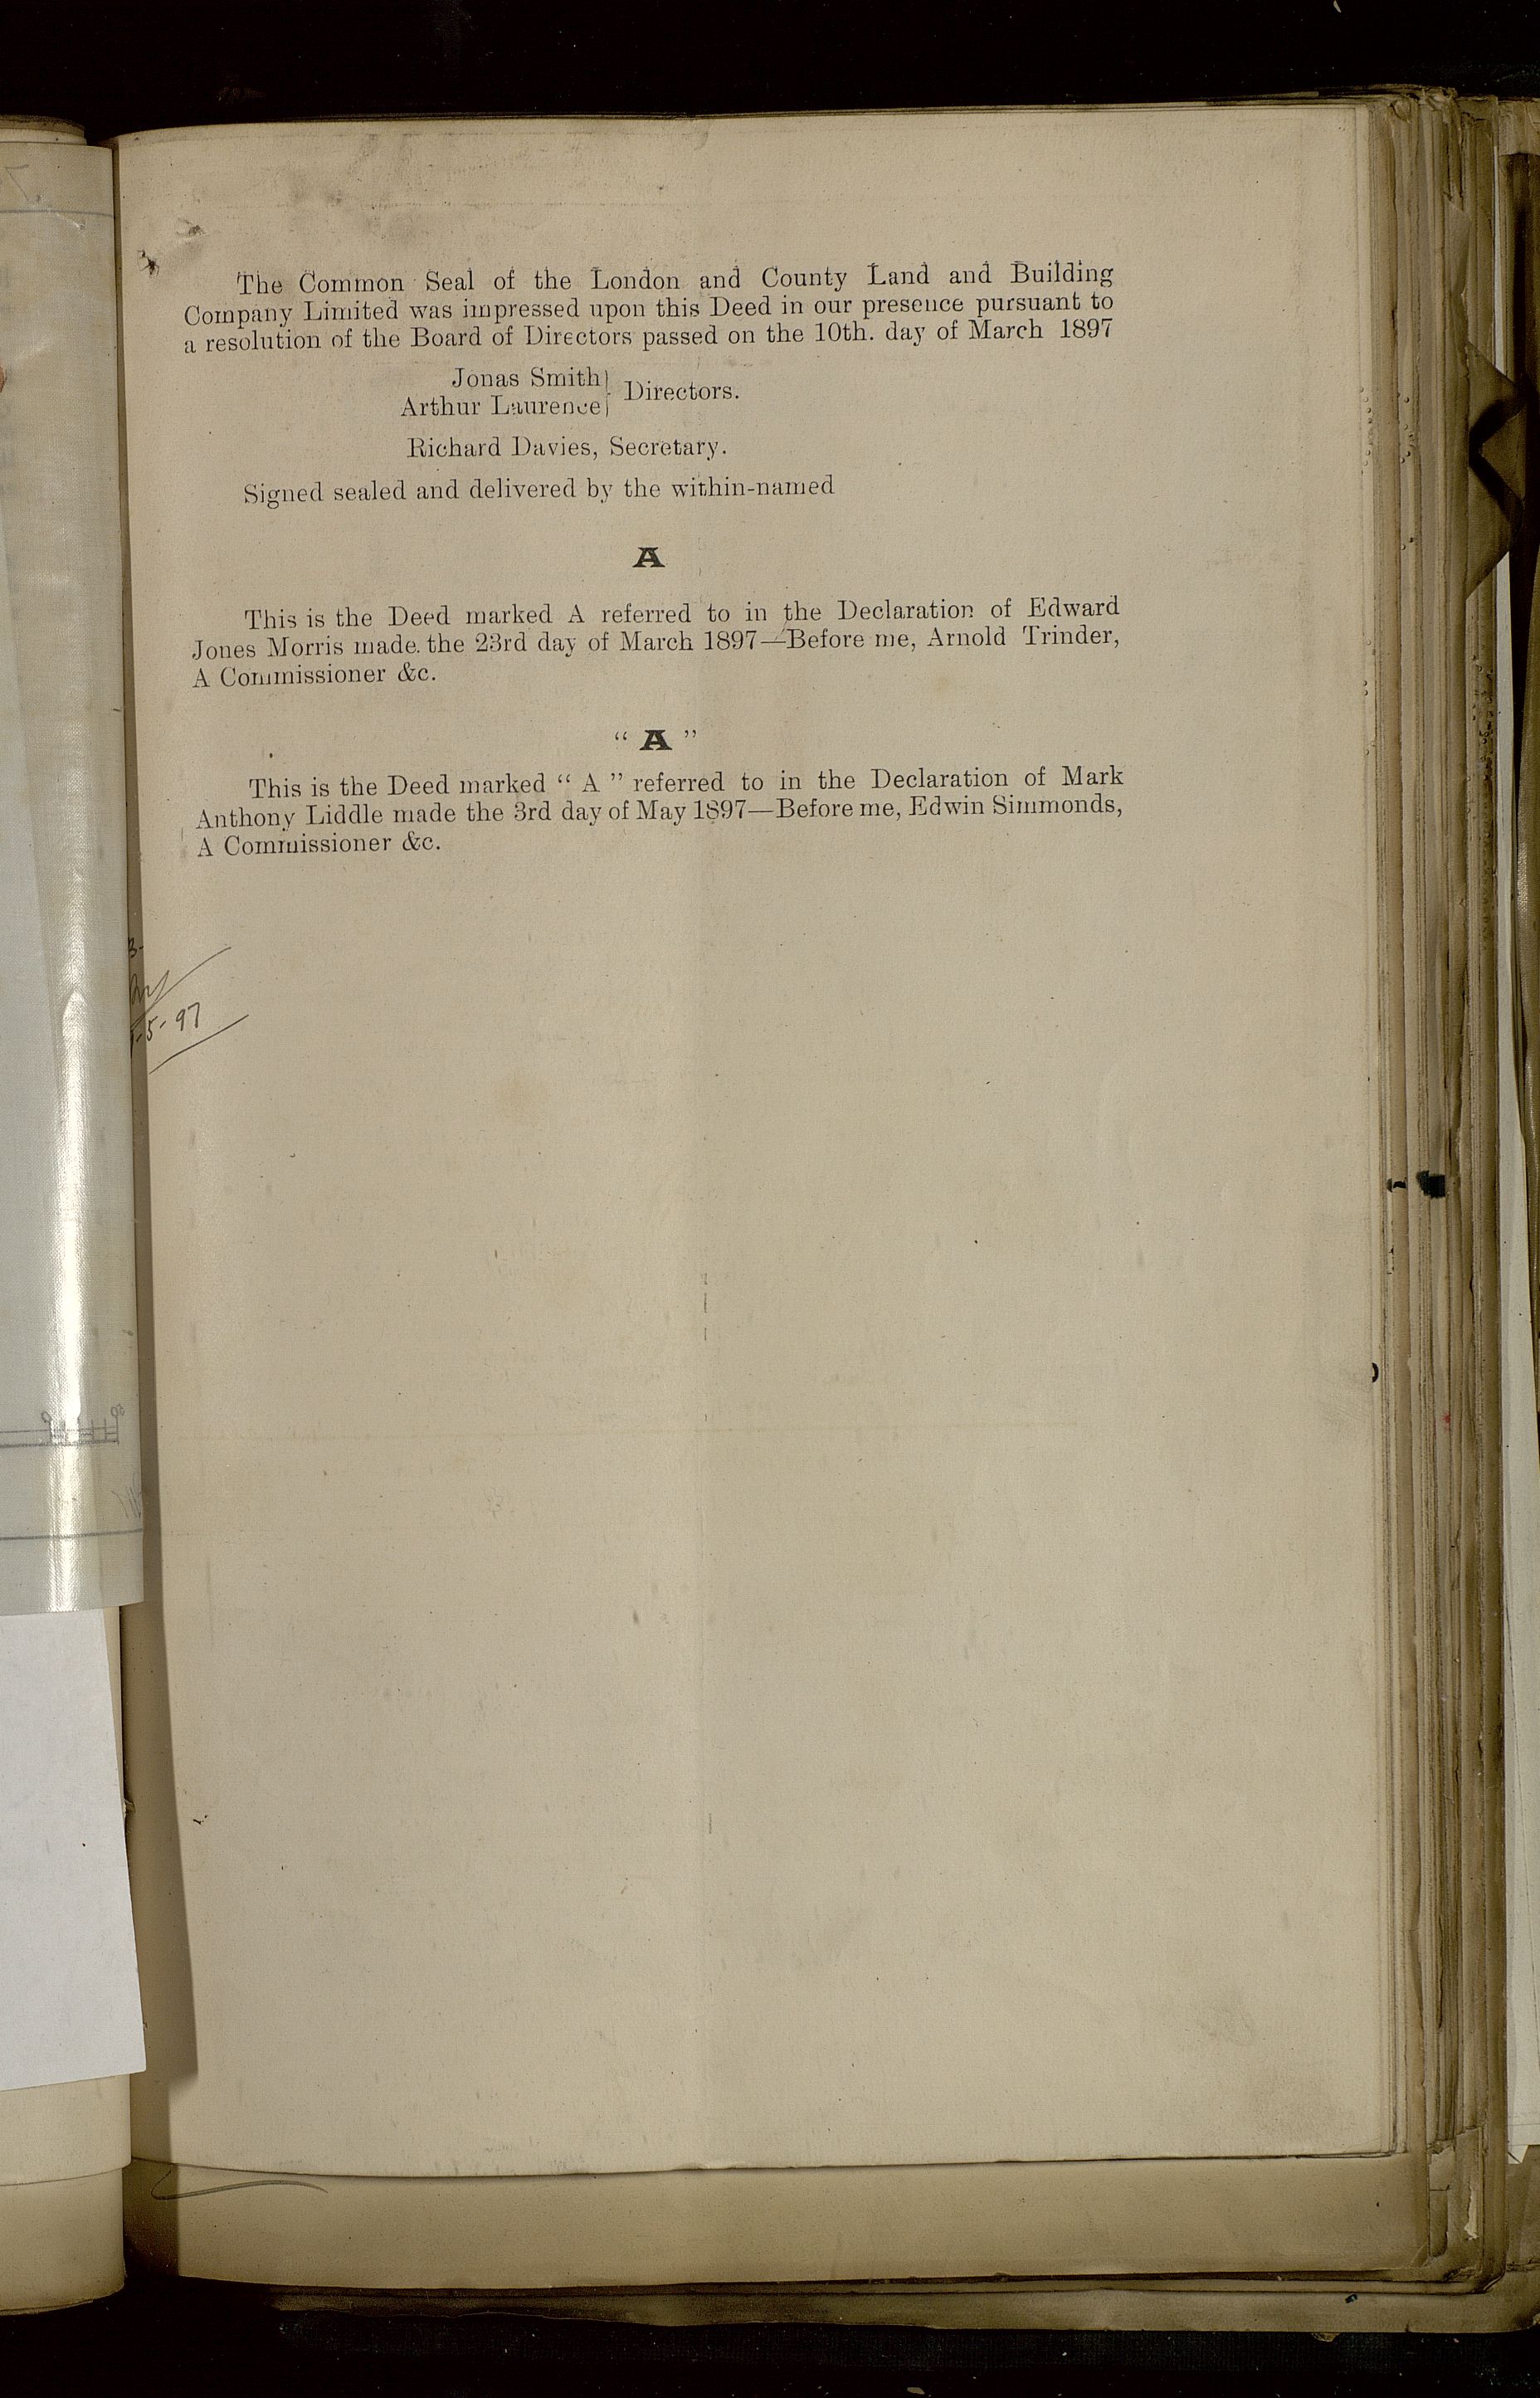 The Common Seal of the London and County Land and Building
Company Limited was impressed upon this Deed in our presence pursuant to
a resolution of the Board of Directors passed on the 10th. day of March 1897
Jonas Smith
Arthur Laurence
Directors.
Richard Davies, Secretary.
Signed sealed and delivered by the within-named
A
This is the Deed marked A referred to in the Declaration of Edward
Jones Morris made. the 23rd day of March 1897—Before me, Arnold Trinder,
A Commissioner &c.
“ A ”
This is the Deed marked “ A ” referred to in the Declaration of Mark
Anthony Liddle made the 3rd day of May 1897—Before me, Edwin Simmonds,
A Commissioner &c.
5-97